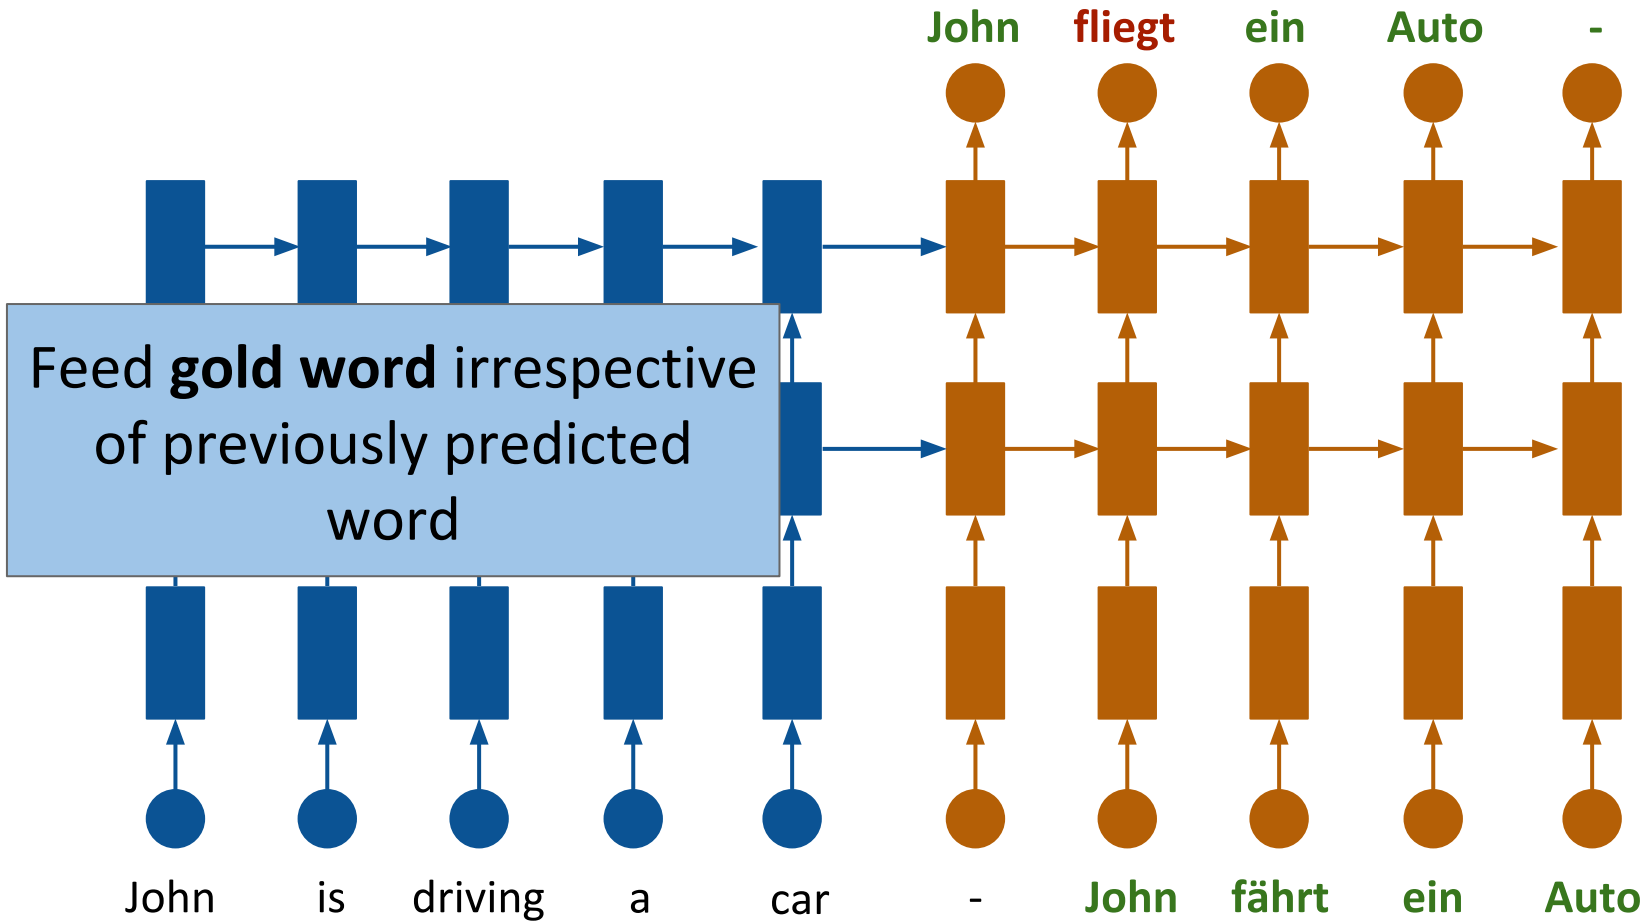 John fliegt ein Auto -
Feed gold word irrespective
of previously predicted
word
John is driving a car - John fährt ein Auto